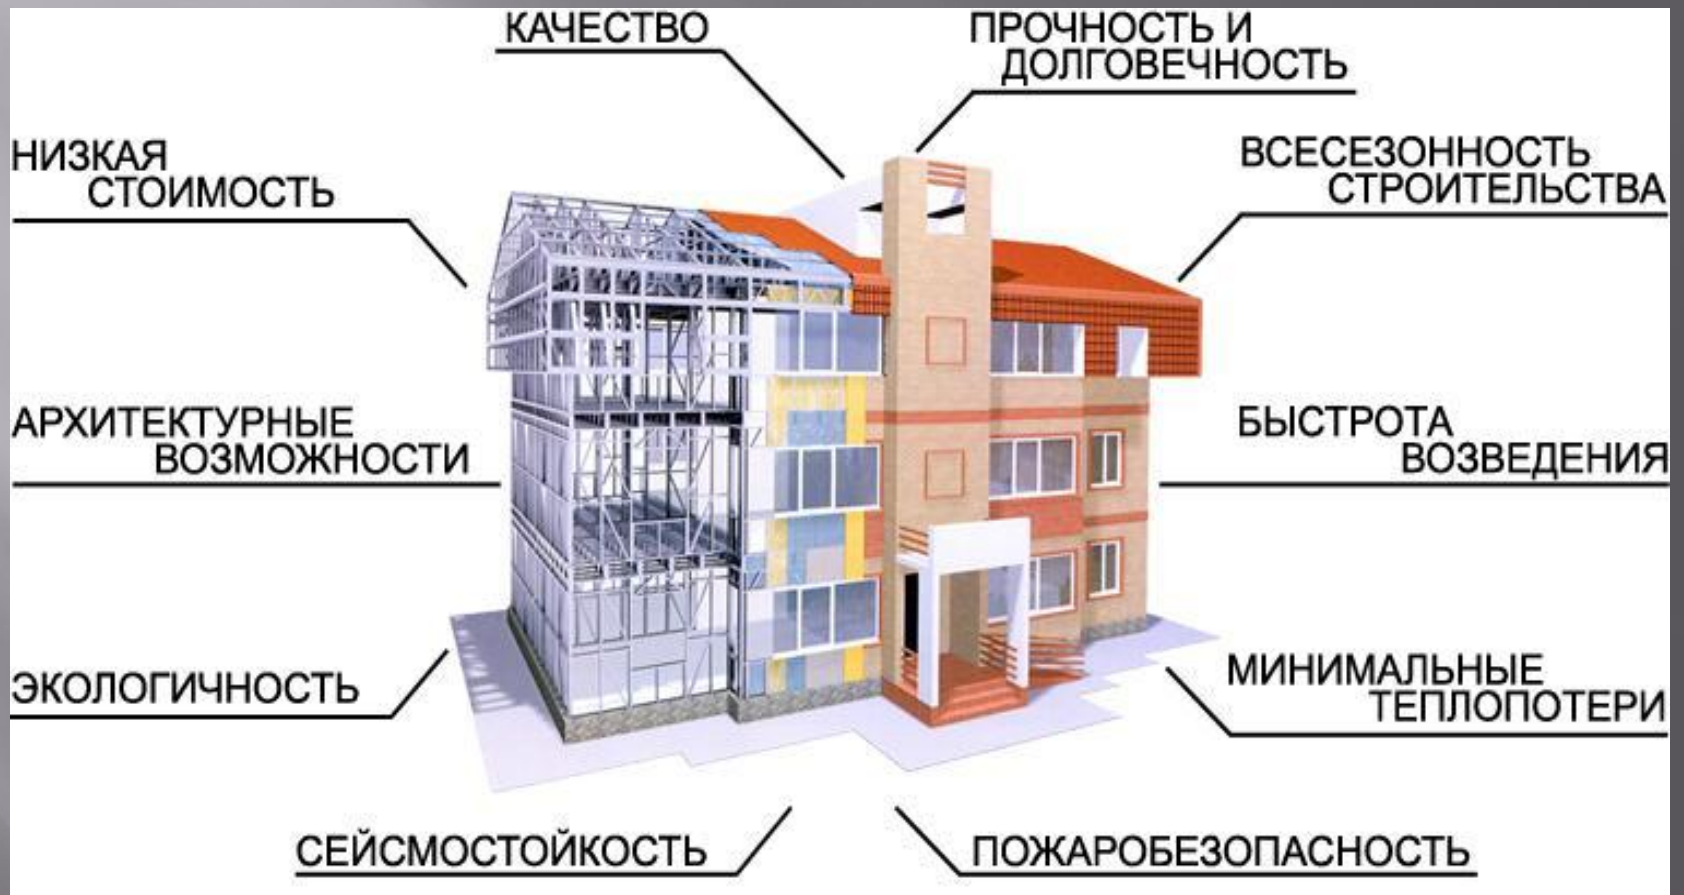 КАЧЕСТВО
ПРОЧНОСТЬ И
ДОЛГОВЕЧНОСТЬ
НИЗКАЯ
СТОИМОСТЬ
ВСЕСЕЗОННОСТЬ
СТРОИТЕЛЬСТВА
АРХИТЕКТУРНЫЕ
ВОЗМОЖНОСТИ
БЫСТРОТА
ВОЗВЕДЕНИЯ
ЭКОЛОГИЧНОСТЬ
МИНИМАЛЬНЫЕ
ТЕПЛОПОТЕРИ
СЕЙСМОСТОЙКОСТЬ
ПОЖАРОБЕЗОПАСНОСТЬ